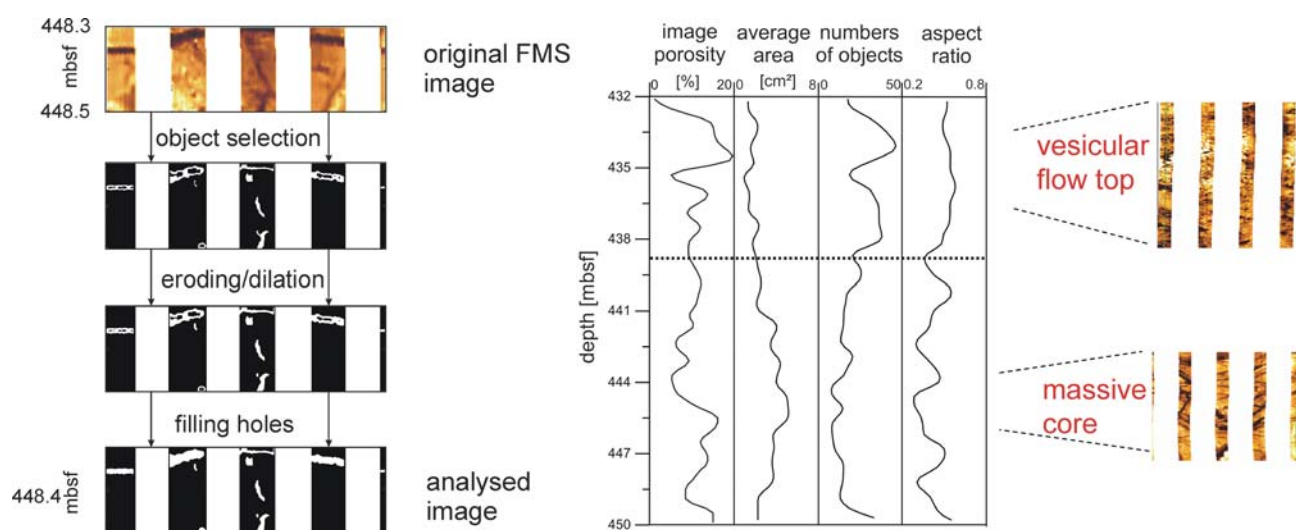 448.3
mbsf
448.5
original FMS
image
object selection
eroding/dilation
filling holes
448.4
mbsf
analysed
image
image
porosity
[%]
average
area
[cm²]
numbers
of objects
aspect
ratio
0
20
0
8
0
50
0.2
0.8
depth [mbsf]
432
435
438
441
444
447
450
vesicular
flow top
massive
core